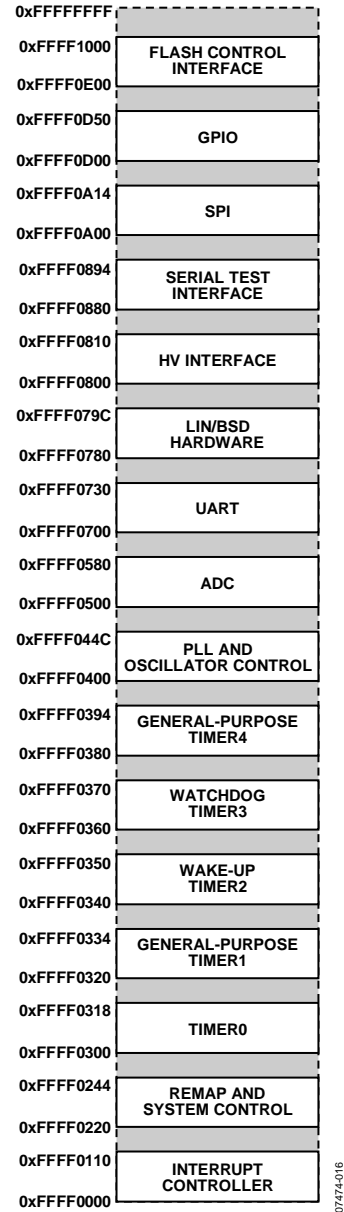 0xFFFFFFFF
0xFFFF1000
FLASH CONTROL
INTERFACE
0xFFFF0E00
0xFFFF0D50
GPIO
0xFFFF0D00
0xFFFF0A14
SPI
0xFFFF0A00
0xFFFF0894
SERIAL TEST
INTERFACE
0xFFFF0880
0xFFFF0810
HV INTERFACE
0xFFFF0800
0xFFFF079C
LIN/BSD
HARDWARE
0xFFFF0780
0xFFFF0730
UART
0xFFFF0700
0xFFFF0580
ADC
0xFFFF0500
0xFFFF044C
PLL AND
OSCILLATOR CONTROL
0xFFFF0400
0xFFFF0394
GENERAL-PURPOSE
TIMER4
0xFFFF0380
0xFFFF0370
WATCHDOG
TIMER3
0xFFFF0360
0xFFFF0350
WAKE-UP
TIMER2
0xFFFF0340
0xFFFF0334
GENERAL-PURPOSE
TIMER1
0xFFFF0320
0xFFFF0318
TIMER0
0xFFFF0300
0xFFFF0244
REMAP AND
SYSTEM CONTROL
0xFFFF0220
0xFFFF0110
INTERRUPT
CONTROLLER
0xFFFF0000
07474-016